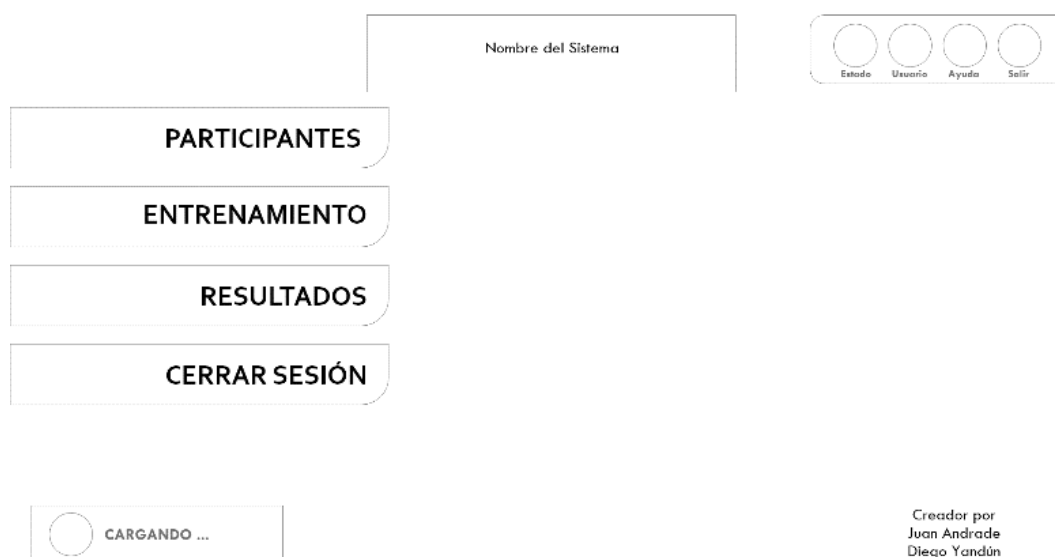 Nombre del Sistema
Estado Usuario Ayuda Salir
PARTICIPANTES
ENTRENAMIENTO
RESULTADOS
CERRAR SESIÓN
CARGANDO ...
Creador por
Juan Andrade
Diego Yandún